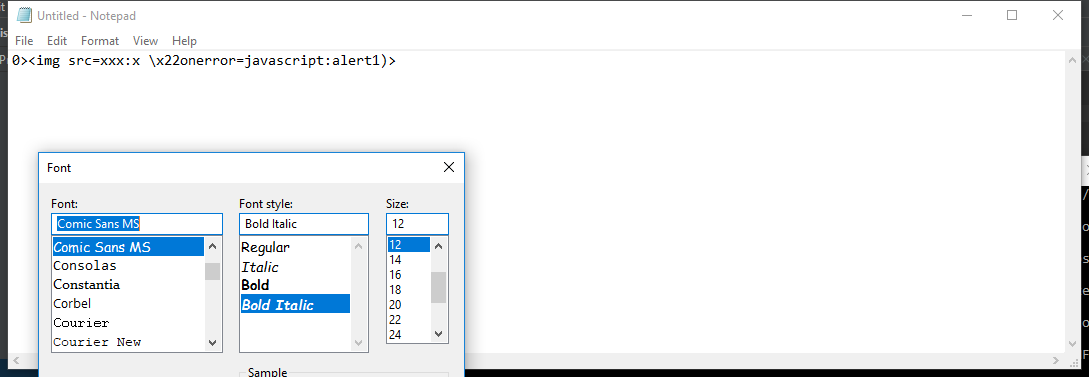 Untitled - Notepad
File Edit Format View Help
0><img src=xxx:x \x22onerror=javascript:alert1)>
Font
Font: Font style: Size:
Comic Sans MS Bold Italic 12
Comic Sans MS Regular 12
Consolas Italic 14
Constantia Bold 16
Corbel Bold Italic 18
Courier 20
Courier New 22
24
Sample